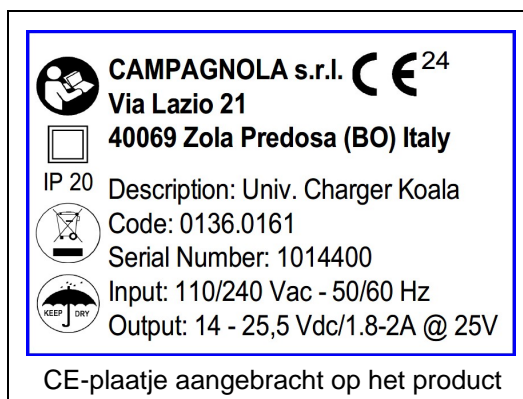 CAMPAGNOLA s.r.l. CE 24
Via Lazio 21
40069 Zola Predosa (BO) Italy
IP 20
Description: Univ. Charger Koala
Code: 0136.0161
Serial Number: 1014400
Input: 110/240 Vac - 50/60 Hz
KEEP DRY
Output: 14 - 25,5 Vdc/1.8-2A @ 25V
CE-plaatje aangebracht op het product